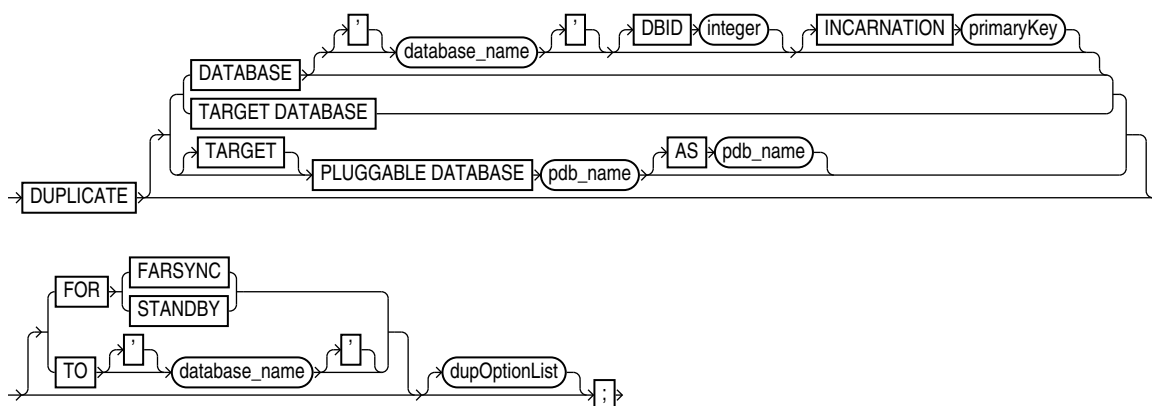 ' database_name ' DBID integer INCARNATION primaryKey
DATABASE
TARGET DATABASE
TARGET PLUGGABLE DATABASE pdb_name AS pdb_name
DUPLICATE
FOR FARSYNC
STANDBY
TO ' database_name ' dupOptionList ;